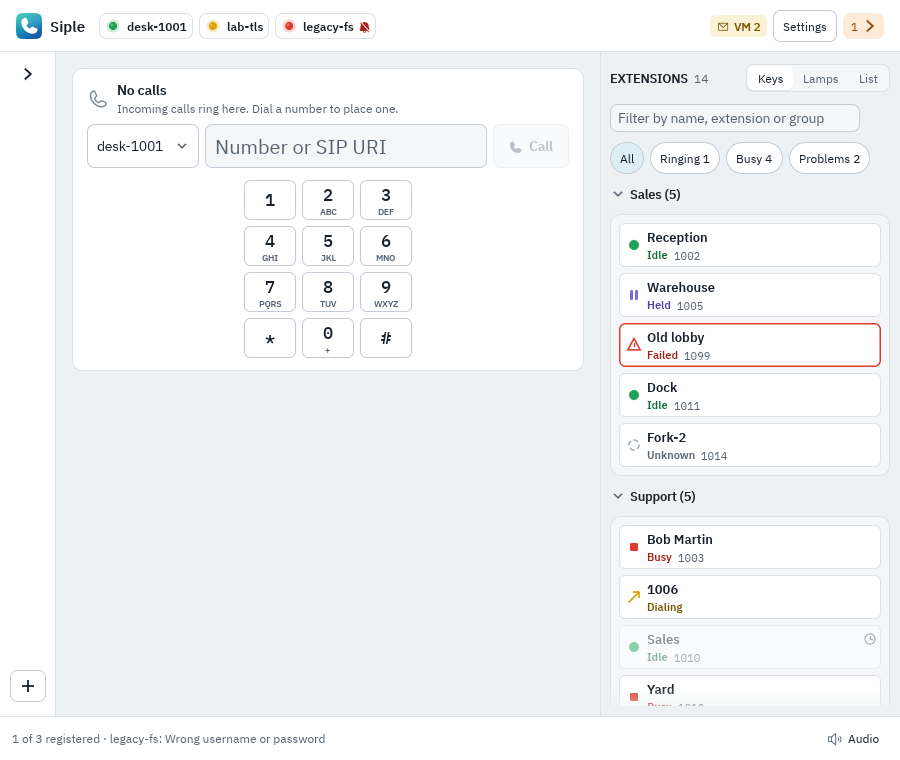 Siple
desk-1001
lab-tls
legacy-fs
VM 2
Settings
1
No calls
Incoming calls ring here. Dial a number to place one.
desk-1001
Number or SIP URI
Call
1
2
ABC
3
DEF
4
GHI
5
JKL
6
MNO
7
PQRS
8
TUV
9
WXYZ
*
0
+
#
EXTENSIONS 14
Keys
Lamps
List
Filter by name, extension or group
All
Ringing 1
Busy 4
Problems 2
Sales (5)
Reception
Idle 1002
Warehouse
Held 1005
Old lobby
Failed 1099
Dock
Idle 1011
Fork-2
Unknown 1014
Support (5)
Bob Martin
Busy 1003
1006
Dialing
Sales
Idle 1010
Yard
1 of 3 registered · legacy-fs: Wrong username or password
Audio